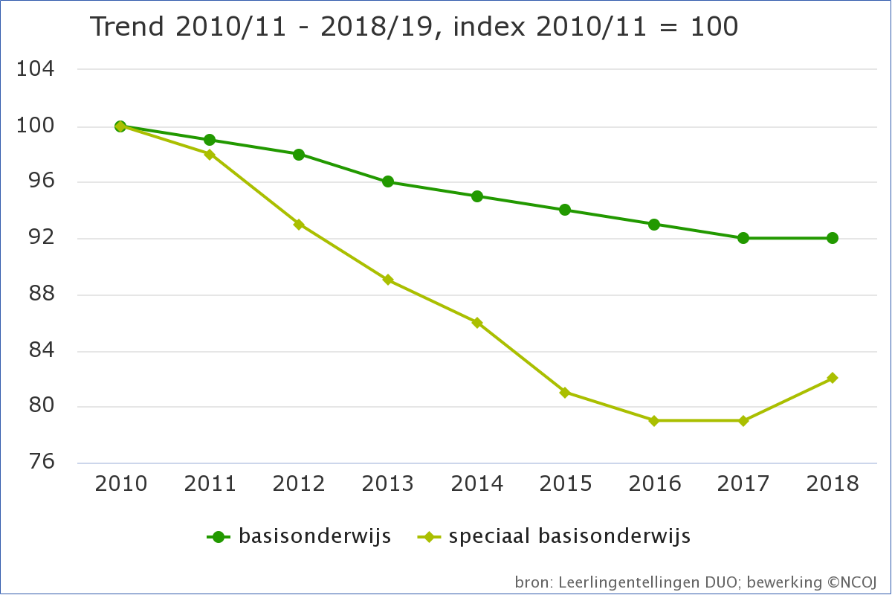 Trend 2010/11 - 2018/19, index 2010/11 = 100
104
100
96
92
88
84
80
76
2010 2011 2012 2013 2014 2015 2016 2017 2018
basisonderwijs speciaal basisonderwijs
bron: Leerlingentellingen DUO; bewerking ©NCOJ